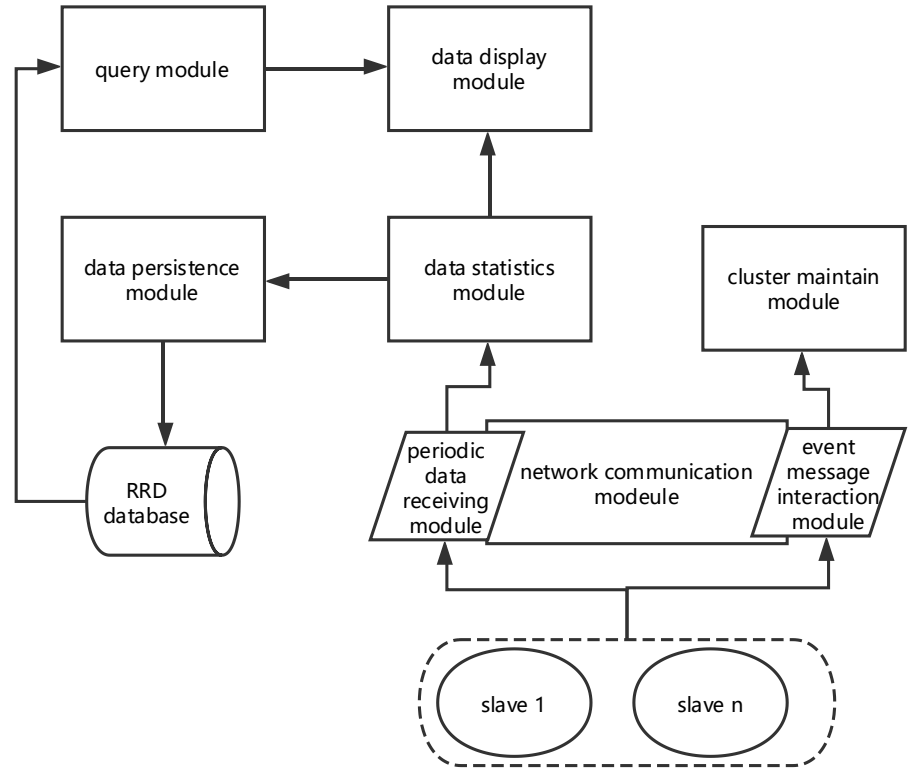 query module
data display
module
data persistence
module
data statistics
module
cluster maintain
module
RRD
database
periodic
data
receiving
module
network communication
modeule
event
message
interaction
module
slave 1
slave n